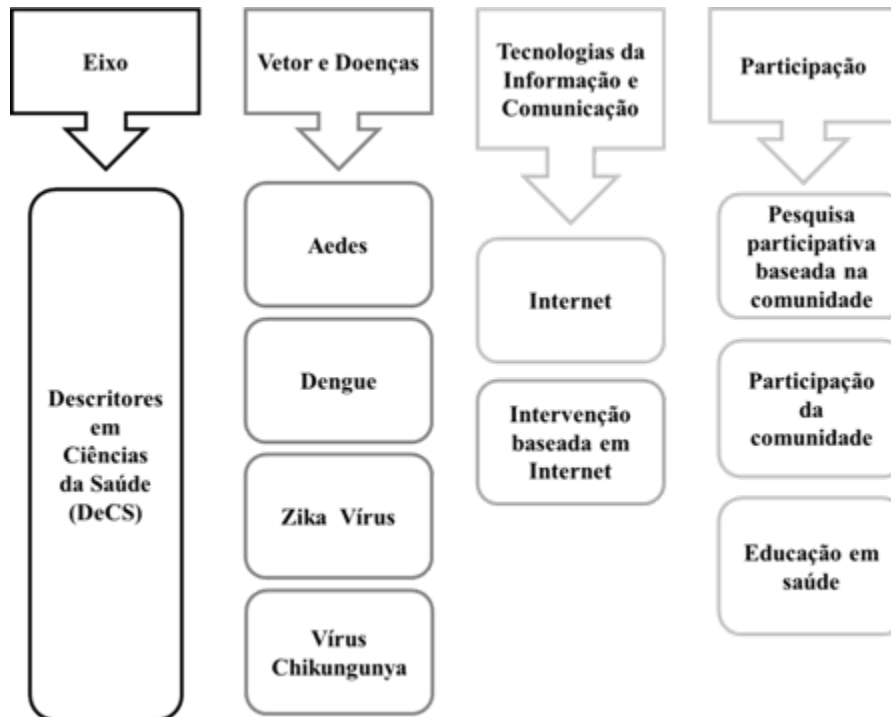 Eixo
Descritores
em
Ciências
da Saúde
(DeCS)
Vetor e Doenças
Aedes
Dengue
Zika Vírus
Vírus
Chikungunya
Tecnologias da
Informação e
Comunicação
Internet
Intervenção
baseada em
Internet
Participação
Pesquisa
participativa
baseada na
comunidade
Participação
da
comunidade
Educação em
saúde